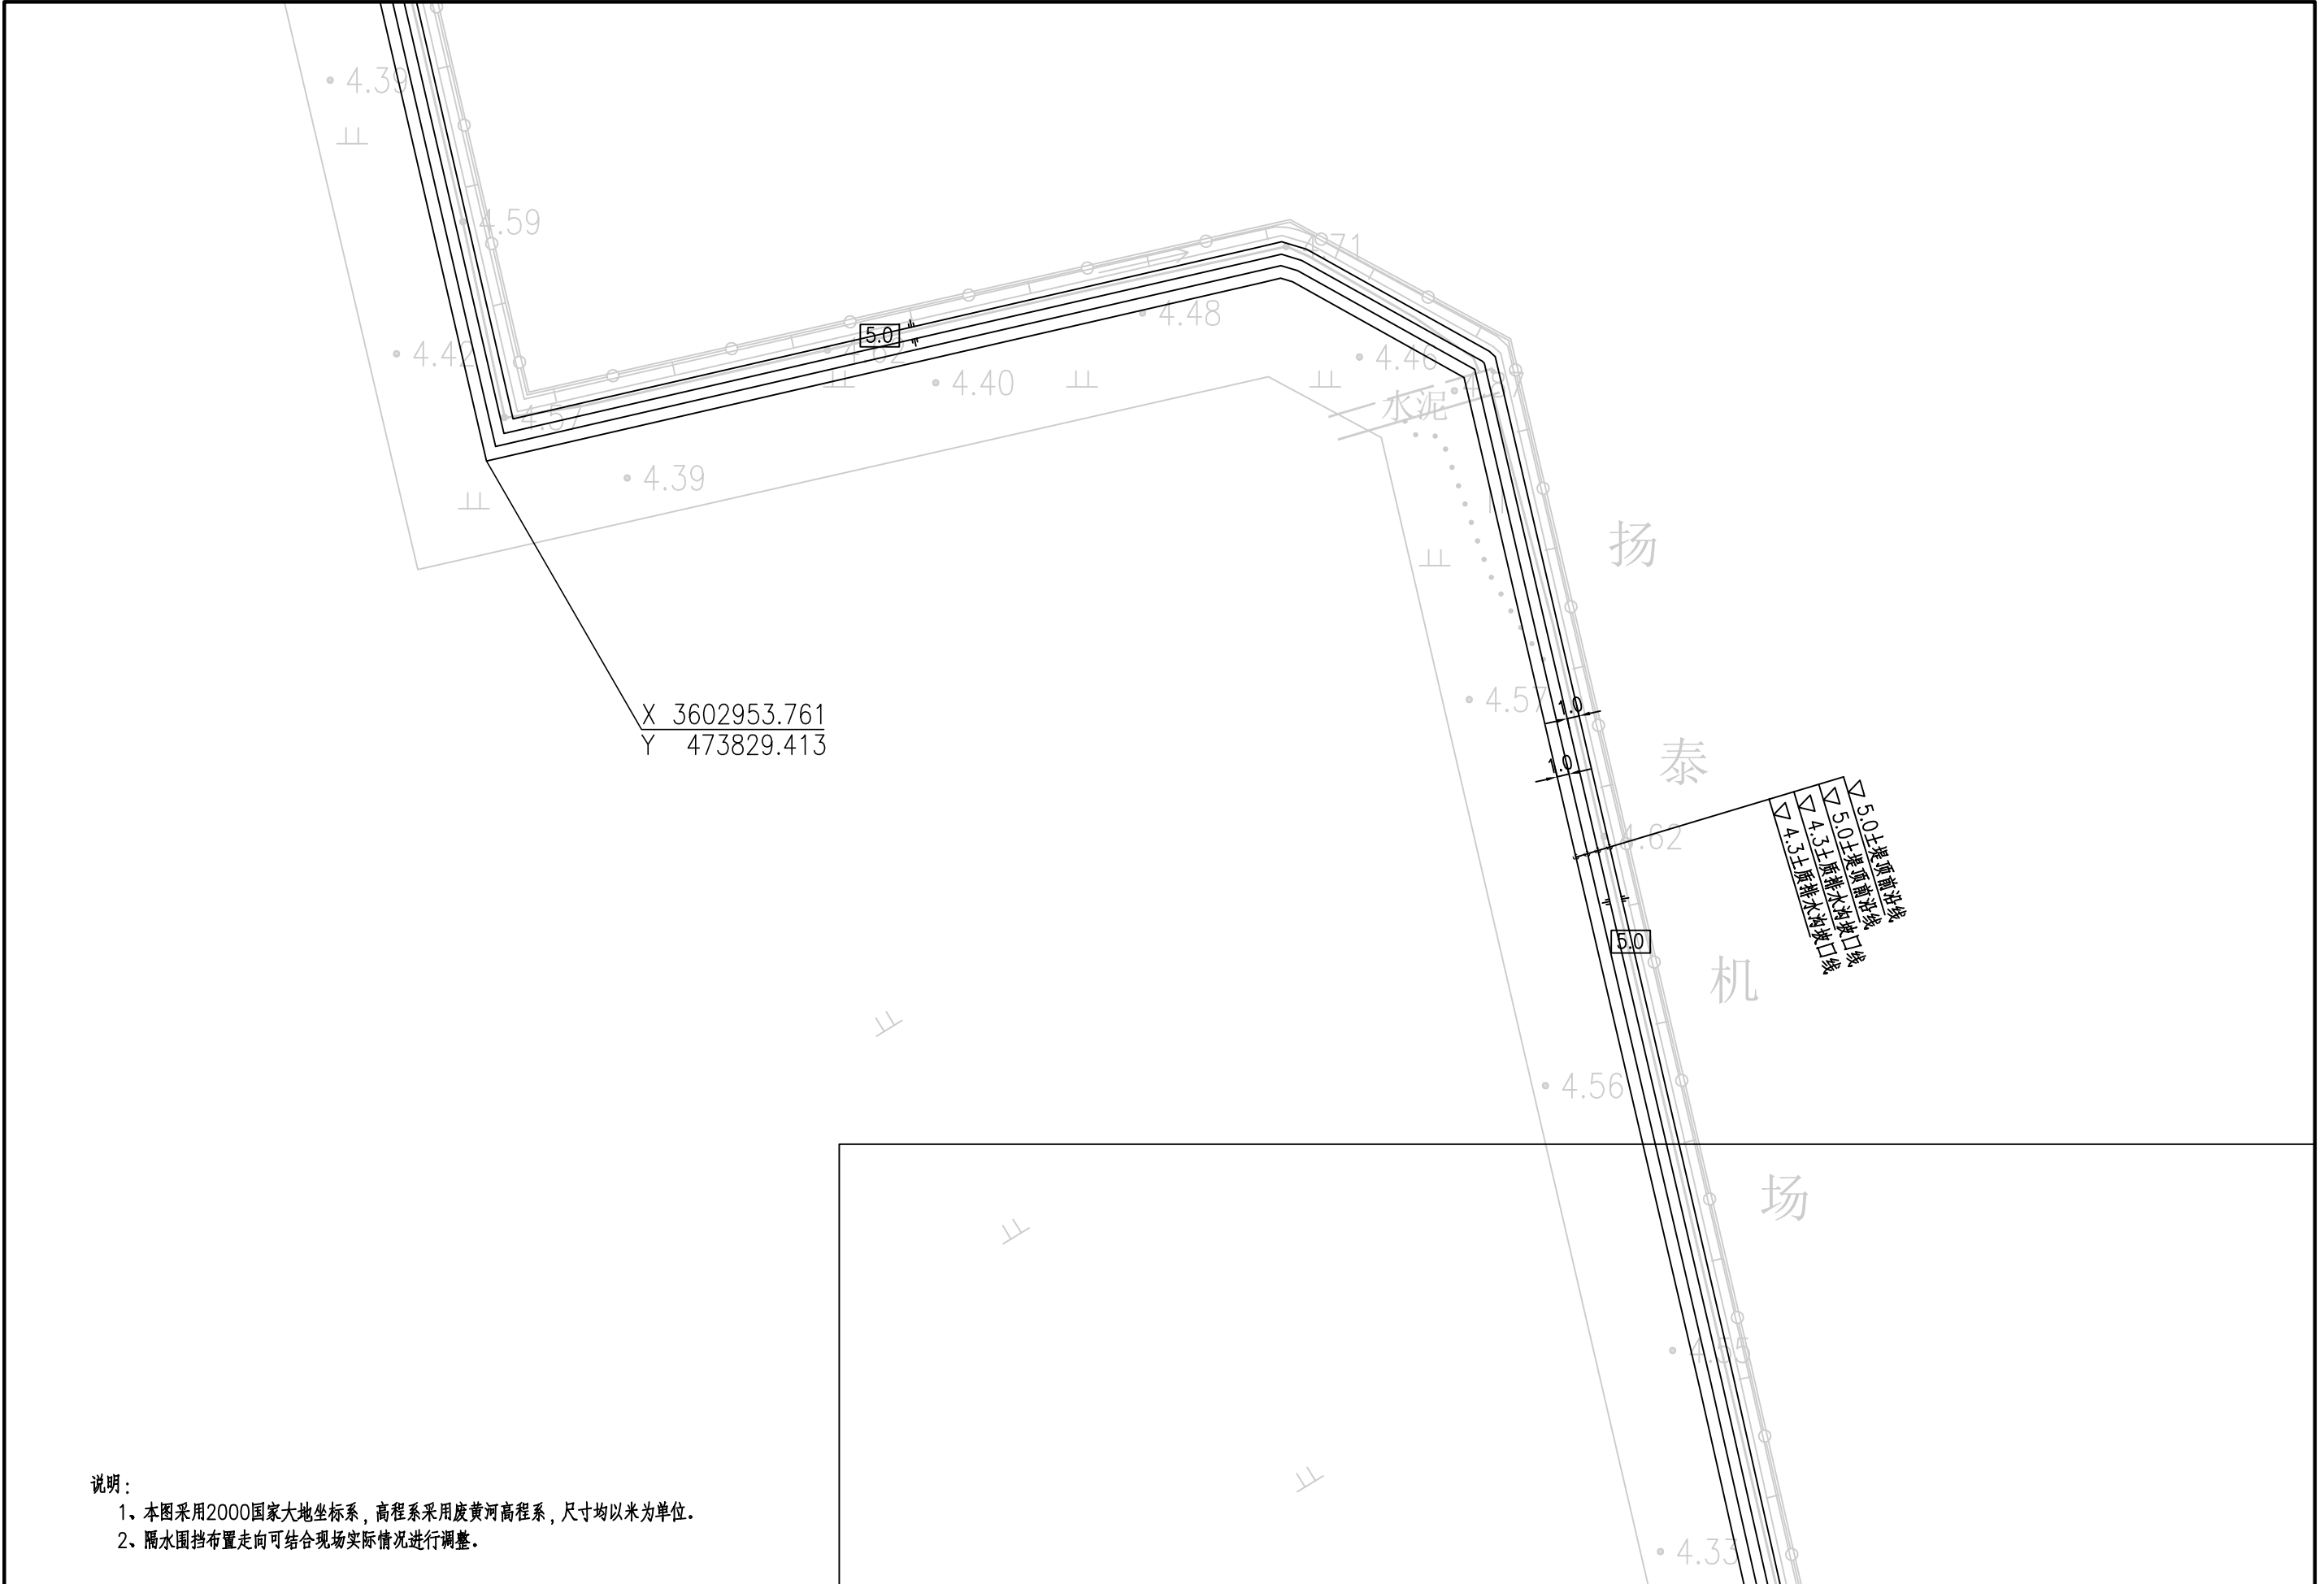 4.39
4.59
4.71
5.0
4.62
4.48
4.42
4.40
4.46
水泥
4.57
4.39
扬
X 3602953.761
Y 473829.413
4.57
1.0
泰
1.0
4.62
5.0土堤顶前沿线
5.0土堤顶前沿线
4.3土质排水沟坡口线
4.3土质排水沟坡口线
5.0
机
4.56
场
4.55
说明：
1、本图采用2000国家大地坐标系，高程系采用废黄河高程系，尺寸均以米为单位。
2、隔水围挡布置走向可结合现场实际情况进行调整。
4.33